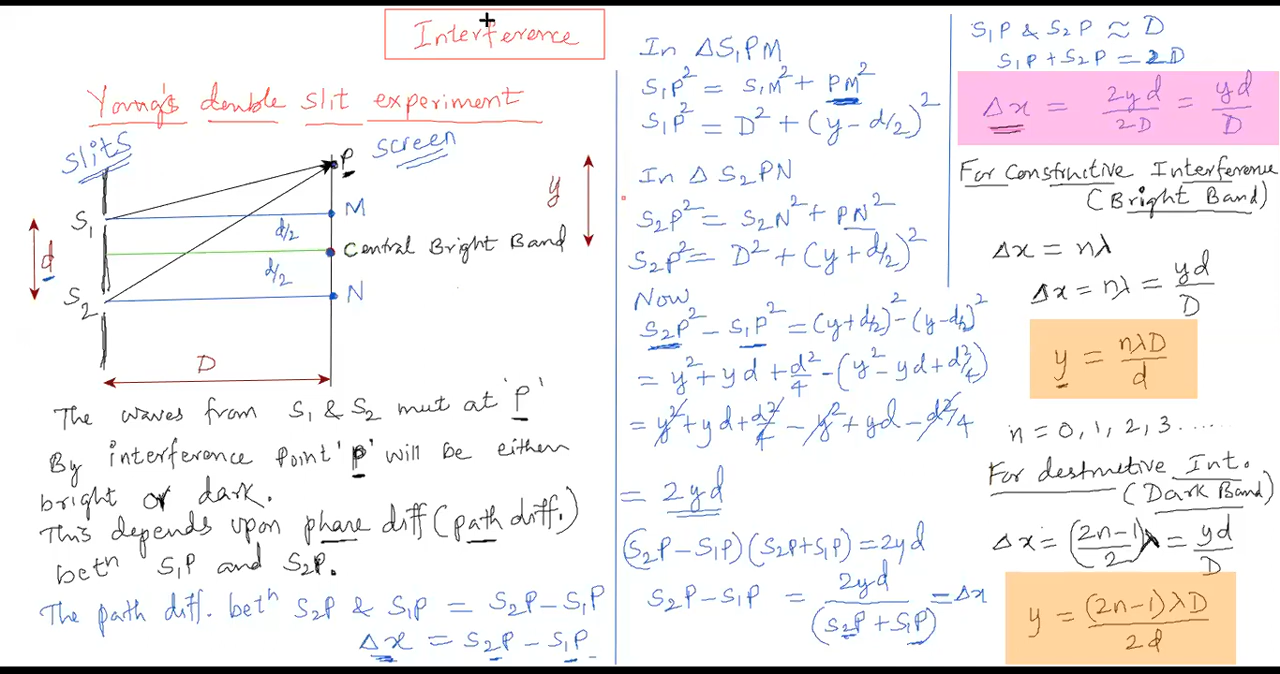 Interference
Young's double slit experiment
slits
screen
P
y
S₁
M
d/2
d
C
Central Bright Band
d/2
S₂
N
D
The waves from S₁ & S₂ mut at 'P'
By interference point 'P' will be either
bright or dark.
This depends upon phase diff (path diff.)
betⁿ S₁P and S₂P.
The path diff. betⁿ S₂P & S₁P = S₂P - S₁P
Δx = S₂P - S₁P
In ΔS₁PM
S₁P² = S₁M² + PM²
S₁P² = D² + (y - d/2)²
In Δ S₂PN
S₂P² = S₂N² + PN²
S₂P² = D² + (y + d/2)²
Now
S₂P² - S₁P² = (y + d/2)² - (y - d/2)²
= y² + yd + d²/4 - (y² - yd + d²/4)
= y² + yd + d²/4 - y² + yd - d²/4
= 2yd
(S₂P - S₁P) (S₂P + S₁P) = 2yd
S₂P - S₁P = 2yd/(S₂P + S₁P) = Δx
S₁P & S₂P ≈ D
S₁P + S₂P = 2D
Δx = 2yd/2D = yd/D
For Constructive Interference
(Bright Band)
Δx = nλ
Δx = nλ = yd/D
y = nλD/d
n = 0, 1, 2, 3 ......
For destructive Int.
(Dark Band)
Δx = (2n-1)/2 λ = yd/D
y = (2n-1)λD/2d